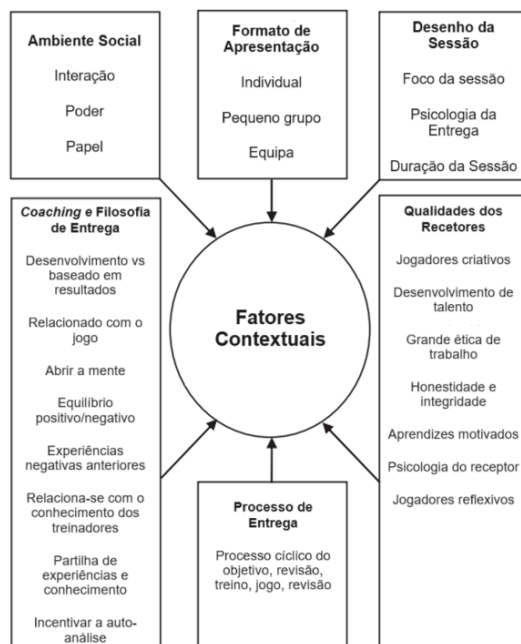 Ambiente Social
Interação
Poder
Papel
Formato de
Apresentação
Individual
Pequeno grupo
Equipa
Desenho da
Sessão
Foco da sessão
Psicologia da
Entrega
Duração da Sessão
Coaching e Filosofia
de Entrega
Desenvolvimento vs
baseado em
resultados
Relacionado com o
jogo
Abrir a mente
Equilíbrio
positivo/negativo
Experiências
negativas anteriores
Relaciona-se com o
conhecimento dos
treinadores
Partilha de
experiências e
conhecimento
Incentivar a auto-
análise
Fatores
Contextuais
Processo de
Entrega
Processo cíclico do
objetivo, revisão,
treino, jogo, revisão
Qualidades dos
Recetores
Jogadores criativos
Desenvolvimento de
talento
Grande ética de
trabalho
Honestidade e
integridade
Aprendizes motivados
Psicologia do receptor
Jogadores reflexivos